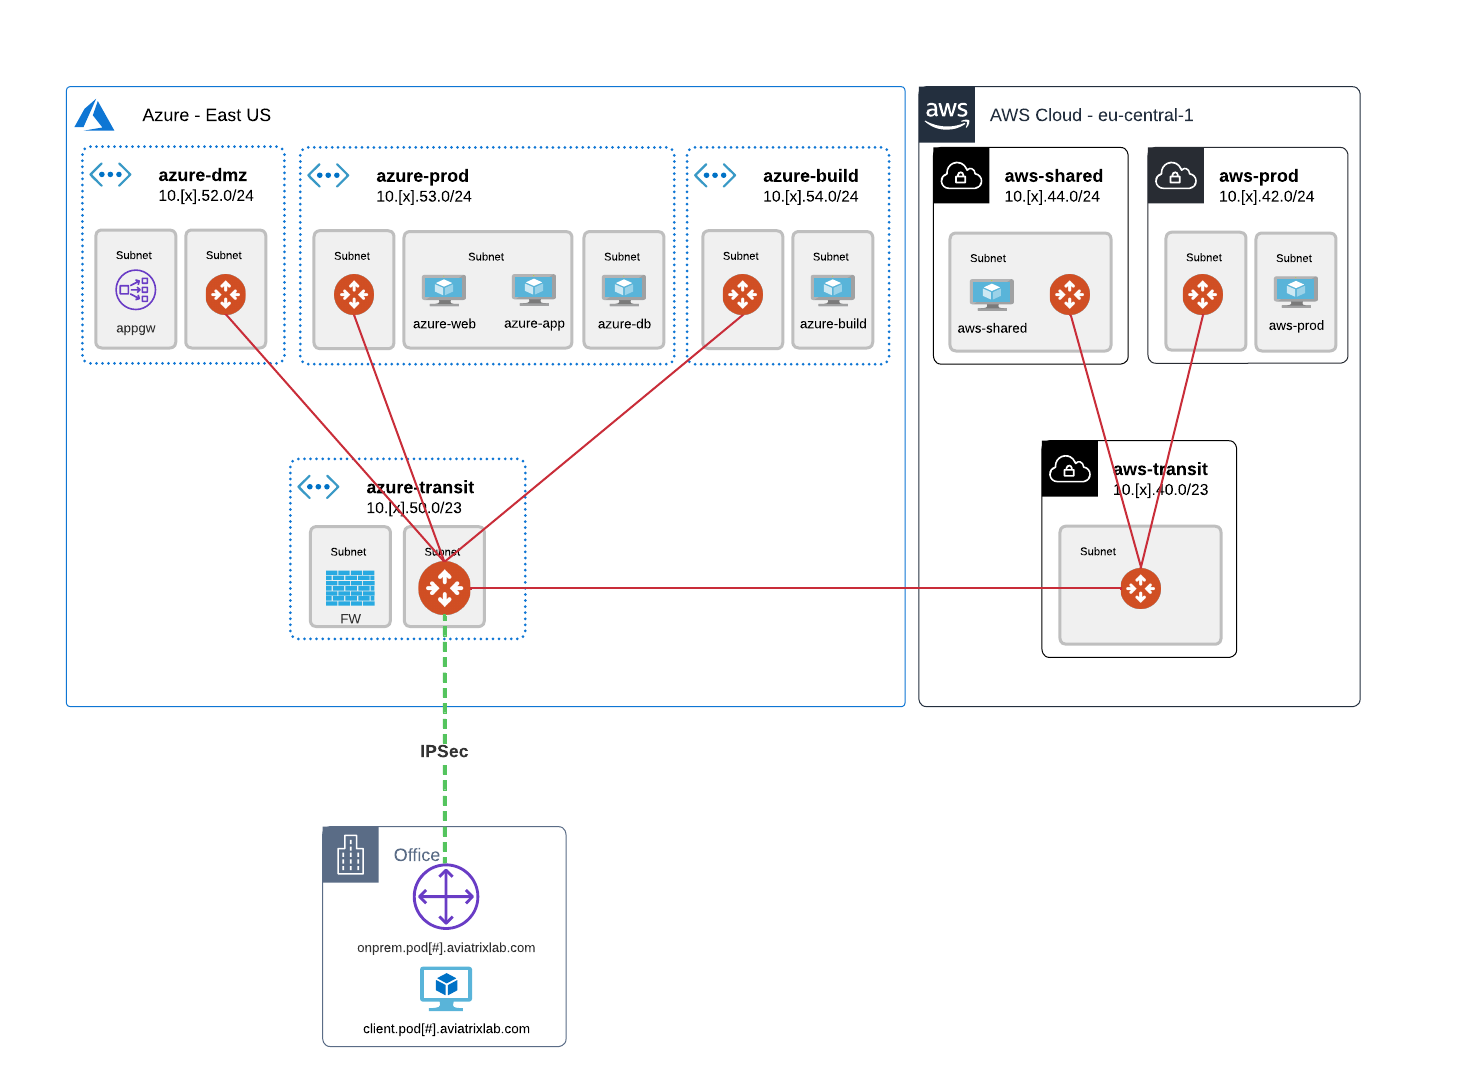 Azure - East US
azure-dmz
10.[x].52.0/24
Subnet
appgw
Subnet
azure-prod
10.[x].53.0/24
Subnet
Subnet
azure-web
azure-app
Subnet
azure-db
azure-build
10.[x].54.0/24
Subnet
Subnet
azure-build
azure-transit
10.[x].50.0/23
Subnet
FW
Subnet
aws
AWS Cloud - eu-central-1
aws-shared
10.[x].44.0/24
Subnet
aws-shared
aws-prod
10.[x].42.0/24
Subnet
Subnet
aws-prod
aws-transit
10.[x].40.0/23
Subnet
IPSec
Office
onprem.pod[#].aviatrixlab.com
client.pod[#].aviatrixlab.com